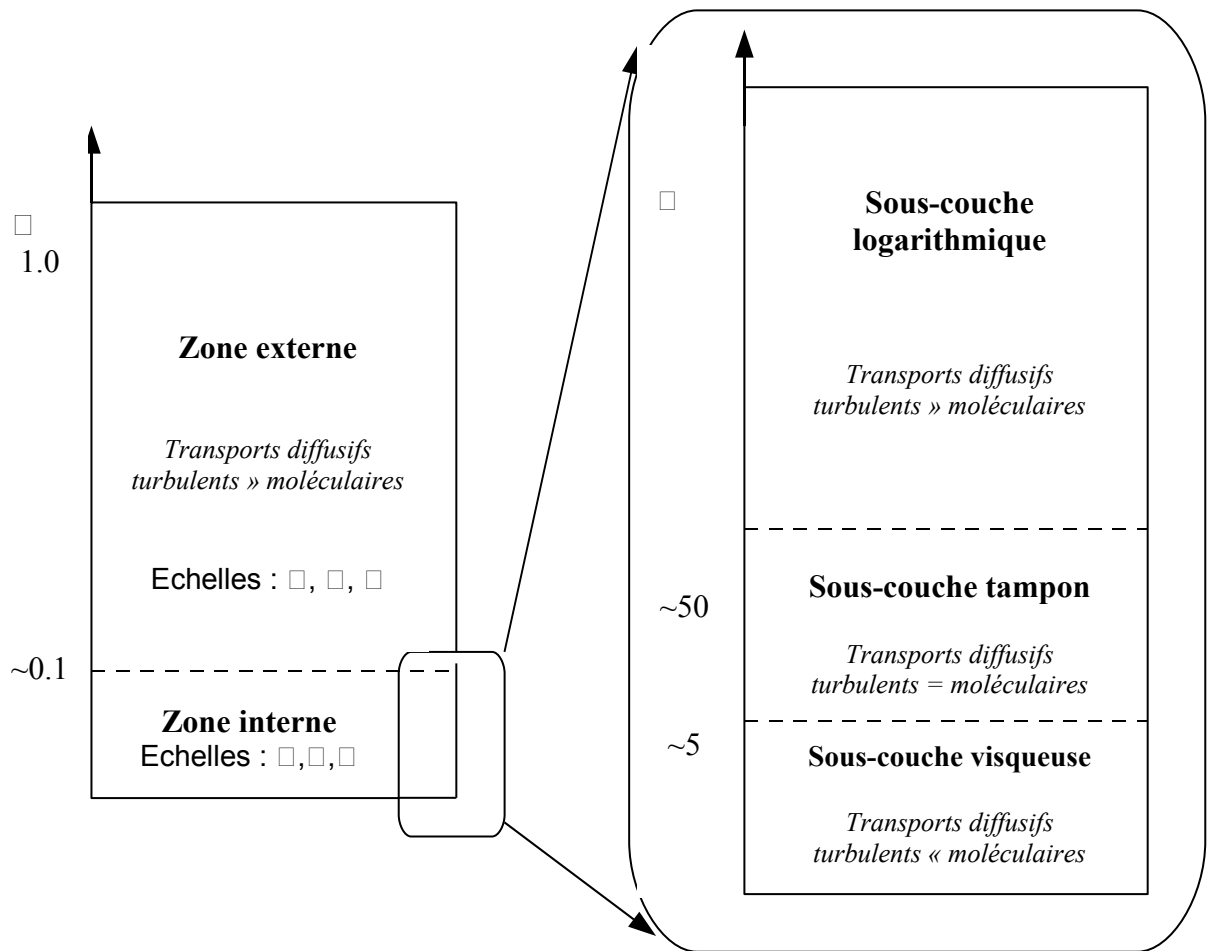 □
1.0
Zone externe
Transports diffusifs
turbulents » moléculaires
Echelles : □, □, □
~0.1
Zone interne
Echelles : □,□,□
□
Sous-couche
logarithmique
Transports diffusifs
turbulents » moléculaires
~50
Sous-couche tampon
Transports diffusifs
turbulents = moléculaires
~5
Sous-couche visqueuse
Transports diffusifs
turbulents « moléculaires